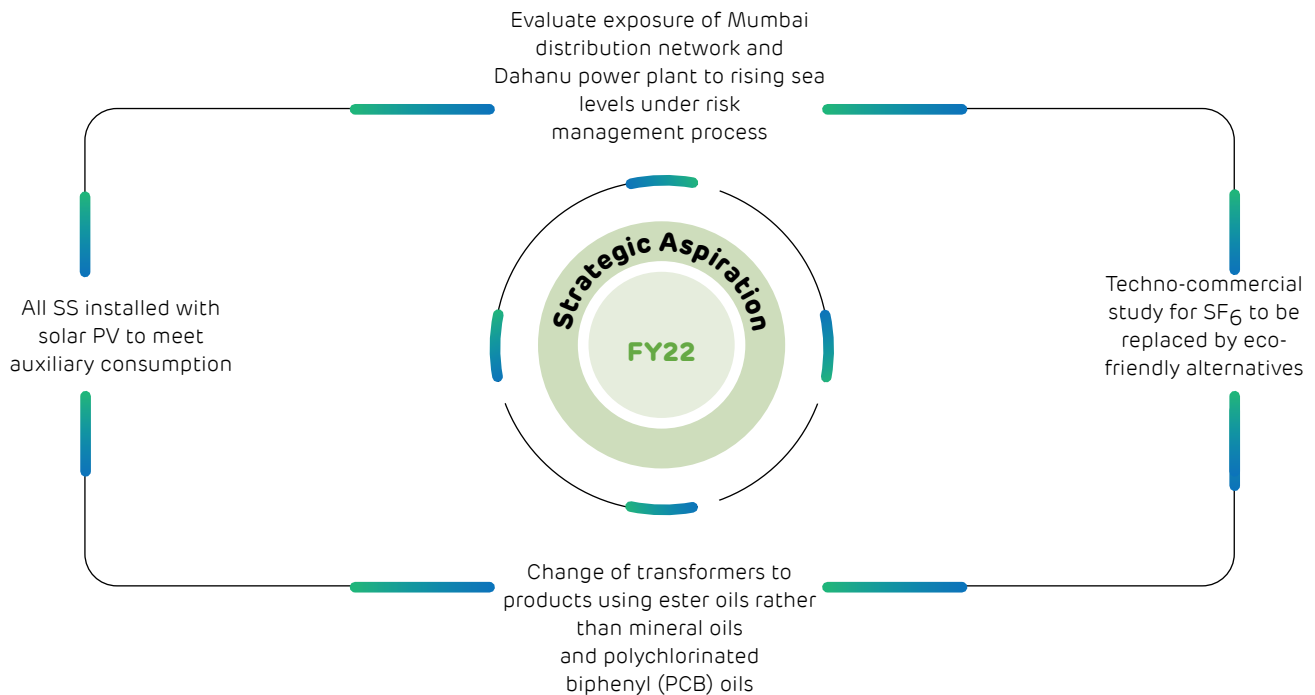 Evaluate exposure of Mumbai
distribution network and
Dahanu power plant to rising sea
levels under risk
management process
Strategic Aspiration
FY22
All SS installed with
solar PV to meet
auxiliary consumption
Techno-commercial
study for SF₆ to be
replaced by eco-
friendly alternatives
Change of transformers to
products using ester oils rather
than mineral oils
and polychlorinated
biphenyl (PCB) oils